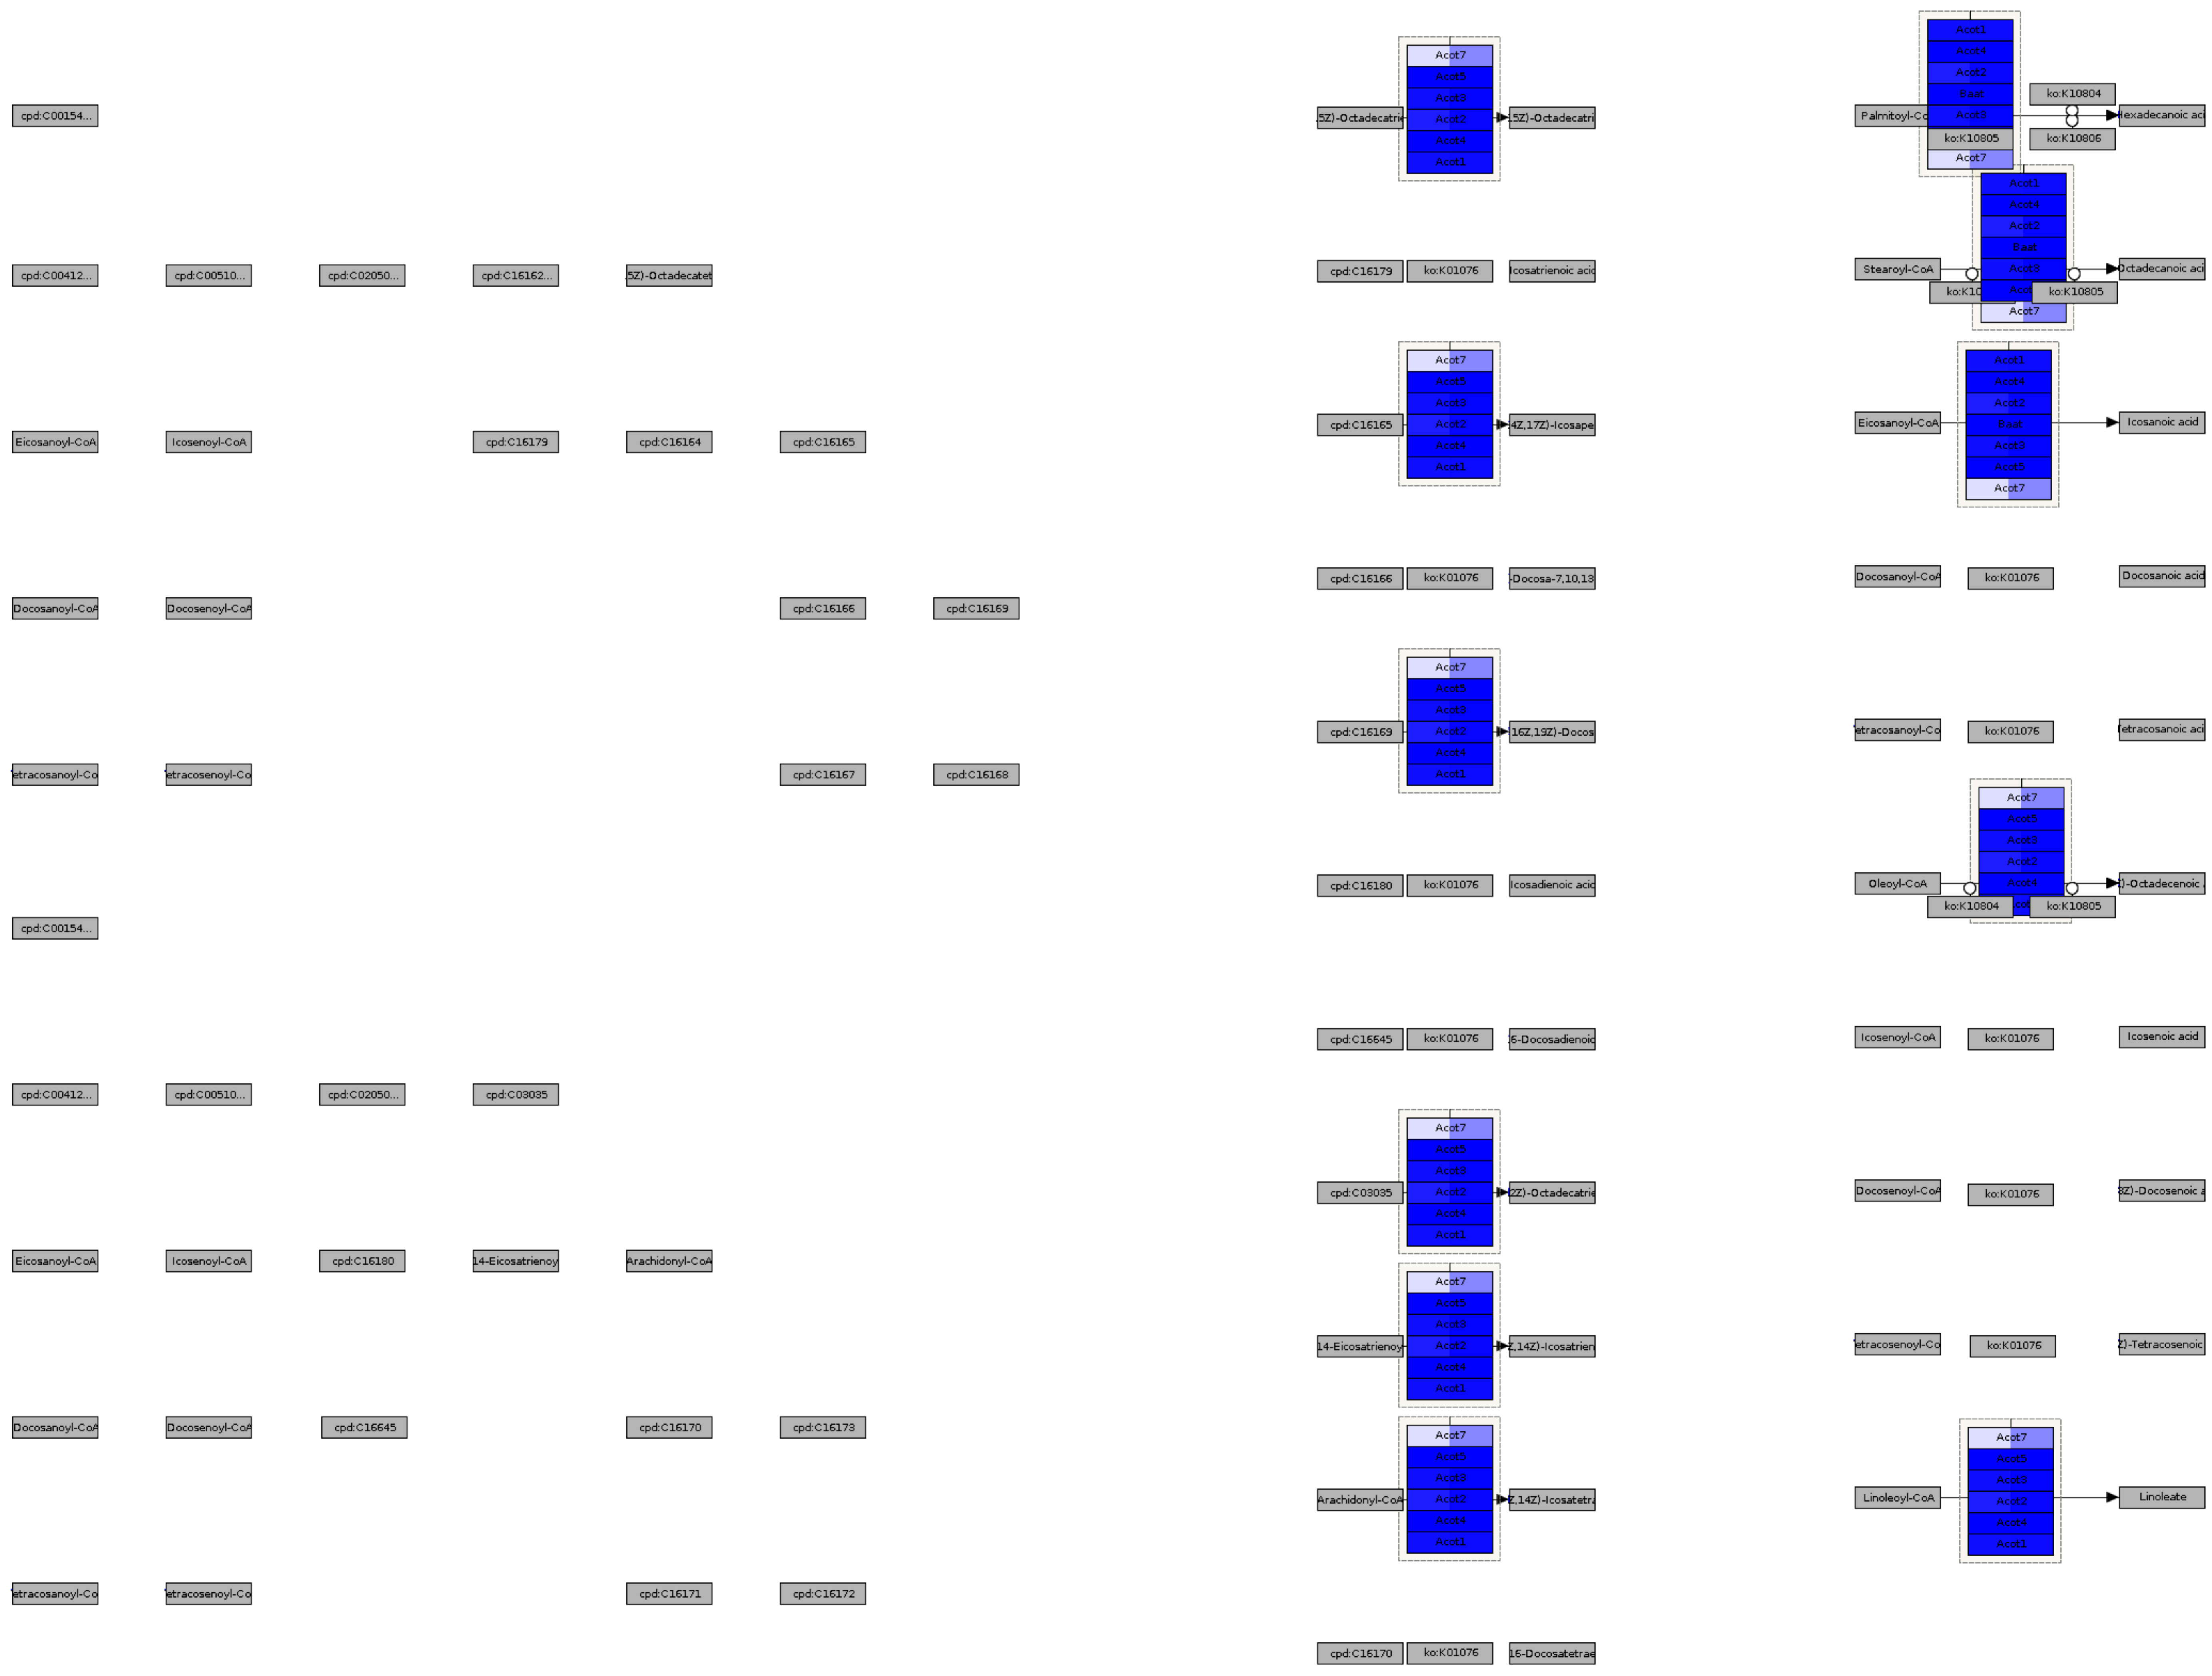 cpd:C00154...
cpd:C00412...
cpd:C00510...
cpd:C02050...
cpd:C16162...
5Z)-Octadecatet
Eicosanoyl-CoA
Icosenoyl-CoA
cpd:C16179
cpd:C16164
cpd:C16165
Docosanoyl-CoA
Docosenoyl-CoA
cpd:C16166
cpd:C16169
etracosanoyl-Co
etracosenoyl-Co
cpd:C16167
cpd:C16168
cpd:C00154...
cpd:C00412...
cpd:C00510...
cpd:C02050...
cpd:C03035
Eicosanoyl-CoA
Icosenoyl-CoA
cpd:C16180
14-Eicosatrienoy
Arachidonyl-CoA
Docosanoyl-CoA
Docosenoyl-CoA
cpd:C16645
cpd:C16170
cpd:C16173
etracosanoyl-Co
etracosenoyl-Co
cpd:C16171
cpd:C16172
5Z)-Octadecatrie
Acot7
Acot5
Acot3
Acot2
Acot4
Acot1
5Z)-Octadecatri
cpd:C16179
ko:K01076
Icosatrienoic acid
cpd:C16165
Acot7
Acot5
Acot3
Acot2
Acot4
Acot1
4Z,17Z)-Icosape
cpd:C16166
ko:K01076
-Docosa-7,10,13
cpd:C16169
Acot7
Acot5
Acot3
Acot2
Acot4
Acot1
16Z,19Z)-Docos
cpd:C16180
ko:K01076
Icosadienoic acid
cpd:C16645
ko:K01076
6-Docosadienoic
cpd:C03035
Acot7
Acot5
Acot3
Acot2
Acot4
Acot1
2Z)-Octadecatrie
14-Eicosatrienoy
Acot7
Acot5
Acot3
Acot2
Acot4
Acot1
Z,14Z)-Icosatrien
Arachidonyl-CoA
Acot7
Acot5
Acot3
Acot2
Acot4
Acot1
Z,14Z)-Icosatetra
cpd:C16170
ko:K01076
16-Docosatetrae
Palmitoyl-Co
Acot1
Acot4
Acot2
Baat
Acot3
ko:K10805
Acot7
ko:K10804
ko:K10806
Hexadecanoic aci
Stearoyl-CoA
Acot1
Acot4
Acot2
Baat
Acot3
Aco
Acot7
ko:K10
ko:K10805
Octadecanoic aci
Eicosanoyl-CoA
Acot1
Acot4
Acot2
Baat
Acot3
Acot5
Acot7
Icosanoic acid
Docosanoyl-CoA
ko:K01076
Docosanoic acid
etracosanoyl-Co
ko:K01076
etracosanoic aci
Oleoyl-CoA
Acot7
Acot5
Acot3
Acot2
Acot4
ko:K10804
ko:K10805
)-Octadecenoic
Icosenoyl-CoA
ko:K01076
Icosenoic acid
Docosenoyl-CoA
ko:K01076
3Z)-Docosenoic a
etracosenoyl-Co
ko:K01076
Z)-Tetracosenoic
Linoleoyl-CoA
Acot7
Acot5
Acot3
Acot2
Acot4
Acot1
Linoleate